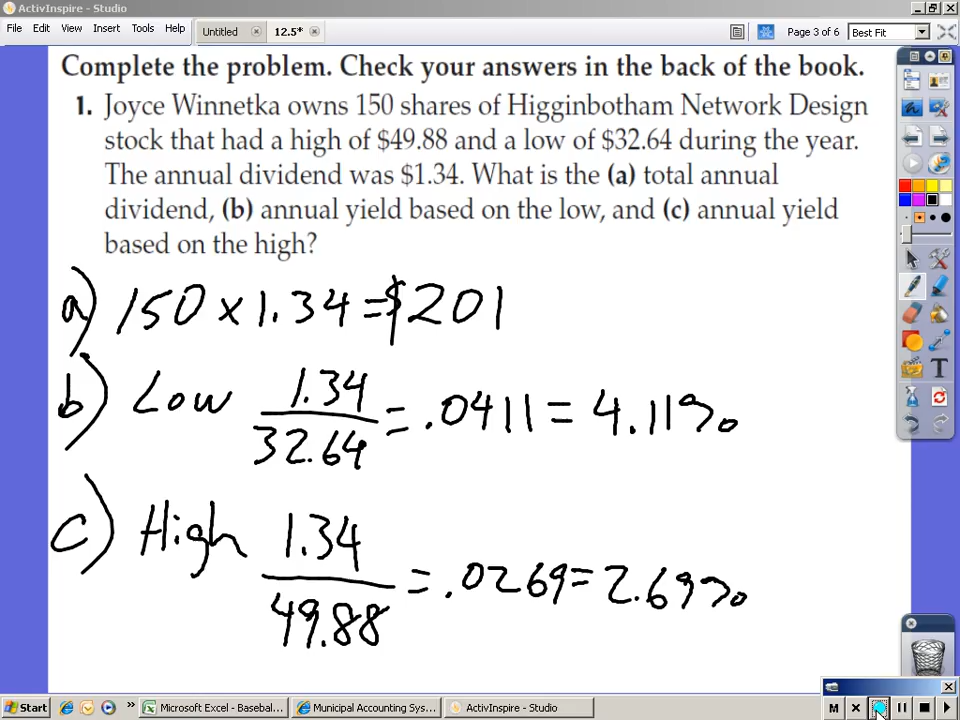 ActivInspire - Studio
File Edit View Insert Tools Help Untitled 12.5* Page 3 of 6 Best Fit
Complete the problem. Check your answers in the back of the book.
1. Joyce Winnetka owns 150 shares of Higginbotham Network Design
stock that had a high of $49.88 and a low of $32.64 during the year.
The annual dividend was $1.34. What is the (a) total annual
dividend, (b) annual yield based on the low, and (c) annual yield
based on the high?
a) 150 x 1.34 = $201
b) Low 1.34/32.64 = .0411 = 4.11%
c) High 1.34/49.88 = .0269 = 2.69%
M
Start Microsoft Excel - Basebal... Municipal Accounting Sys... ActivInspire - Studio